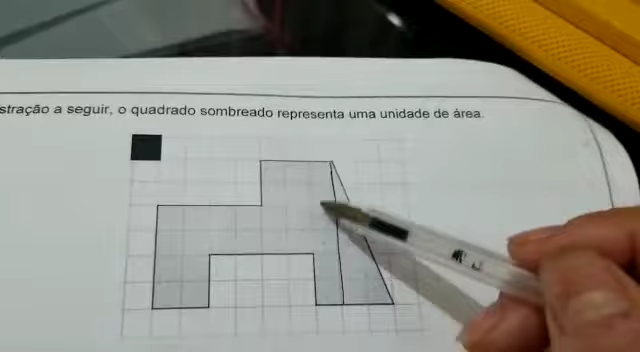 stração a seguir, o quadrado sombreado representa uma unidade de área.